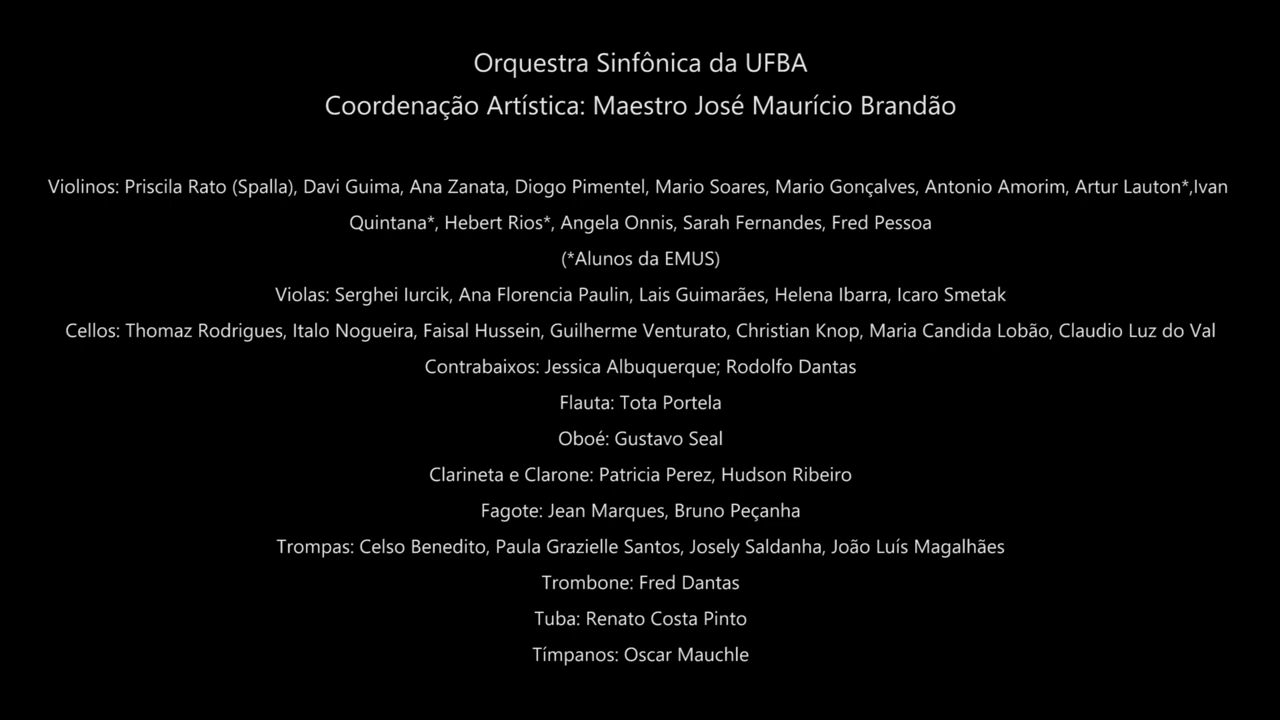 Orquestra Sinfônica da UFBA
Coordenação Artística: Maestro José Maurício Brandão
Violinos: Priscila Rato (Spalla), Davi Guima, Ana Zanata, Diogo Pimentel, Mario Soares, Mario Gonçalves, Antonio Amorim, Artur Lauton*,Ivan
Quintana*, Hebert Rios*, Angela Onnis, Sarah Fernandes, Fred Pessoa
(*Alunos da EMUS)
Violas: Serghei Iurcik, Ana Florencia Paulin, Lais Guimarães, Helena Ibarra, Icaro Smetak
Cellos: Thomaz Rodrigues, Italo Nogueira, Faisal Hussein, Guilherme Venturato, Christian Knop, Maria Candida Lobão, Claudio Luz do Val
Contrabaixos: Jessica Albuquerque; Rodolfo Dantas
Flauta: Tota Portela
Oboé: Gustavo Seal
Clarineta e Clarone: Patricia Perez, Hudson Ribeiro
Fagote: Jean Marques, Bruno Peçanha
Trompas: Celso Benedito, Paula Grazielle Santos, Josely Saldanha, João Luís Magalhães
Trombone: Fred Dantas
Tuba: Renato Costa Pinto
Tímpanos: Oscar Mauchle